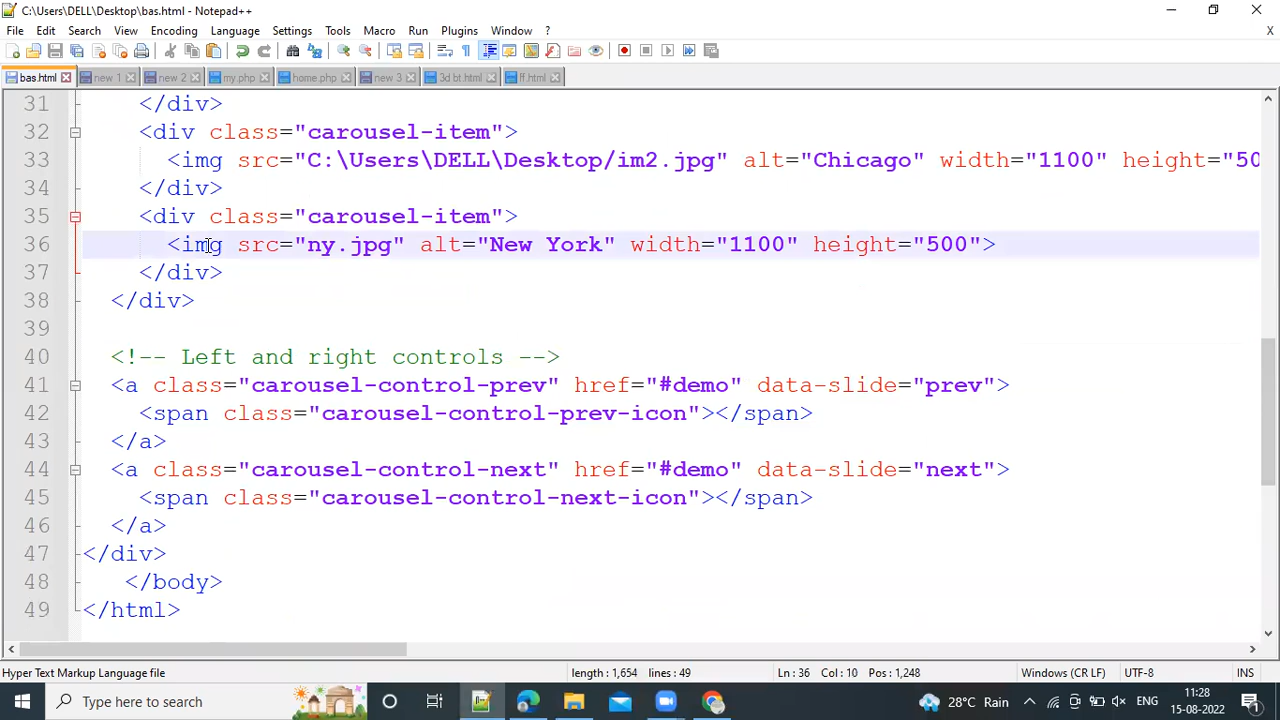 C:\Users\DELL\Desktop\bas.html - Notepad++
File Edit Search View Encoding Language Settings Tools Macro Run Plugins Window ? X
bas.html new 1 new 2 my.php home.php new 3 3d bt.html ff.html
31 </div>
32 <div class="carousel-item">
33 <img src="C:\Users\DELL\Desktop/im2.jpg" alt="Chicago" width="1100" height="50
34 </div>
35 <div class="carousel-item">
36 <img src="ny.jpg" alt="New York" width="1100" height="500">
37 </div>
38 </div>
39
40 <!-- Left and right controls -->
41 <a class="carousel-control-prev" href="#demo" data-slide="prev">
42 <span class="carousel-control-prev-icon"></span>
43 </a>
44 <a class="carousel-control-next" href="#demo" data-slide="next">
45 <span class="carousel-control-next-icon"></span>
46 </a>
47 </div>
48 </body>
49 </html>
Hyper Text Markup Language file length : 1,654 lines : 49 Ln : 36 Col : 10 Pos : 1,248 Windows (CR LF) UTF-8 INS
Type here to search 28°C Rain ENG 11:28
15-08-2022 1